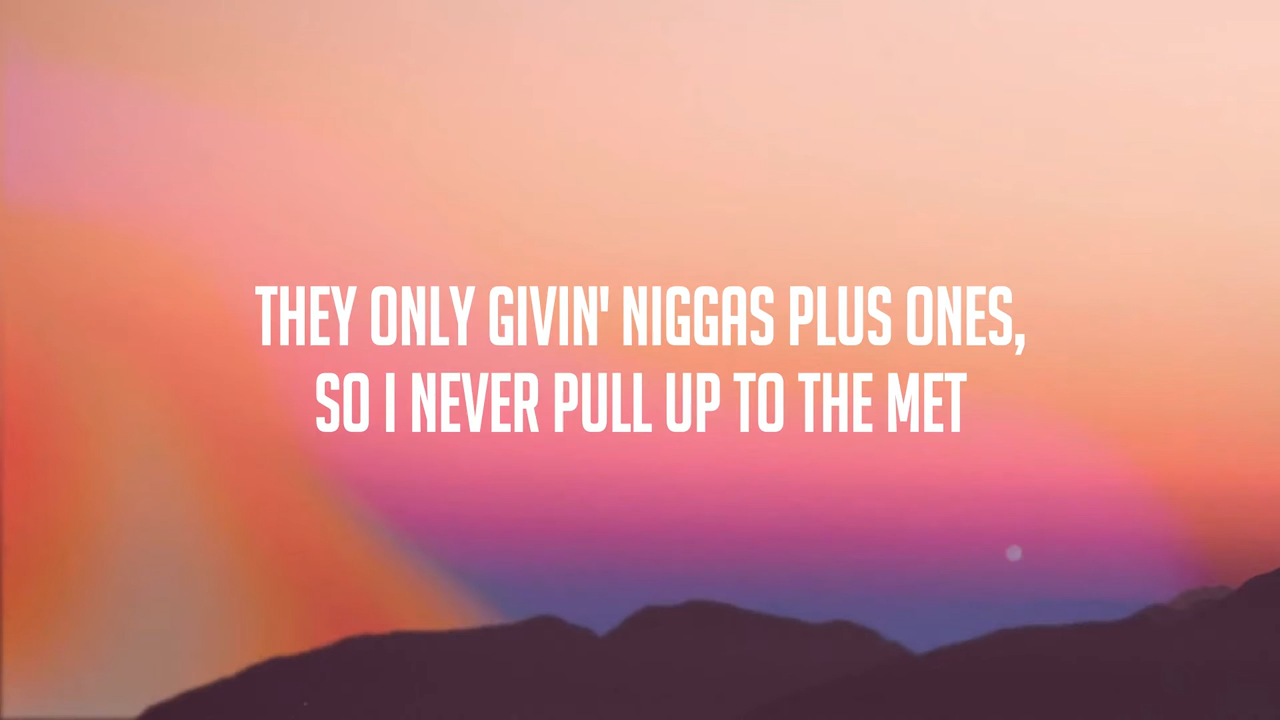 THEY ONLY GIVIN' NIGGAS PLUS ONES,
SO I NEVER PULL UP TO THE MET